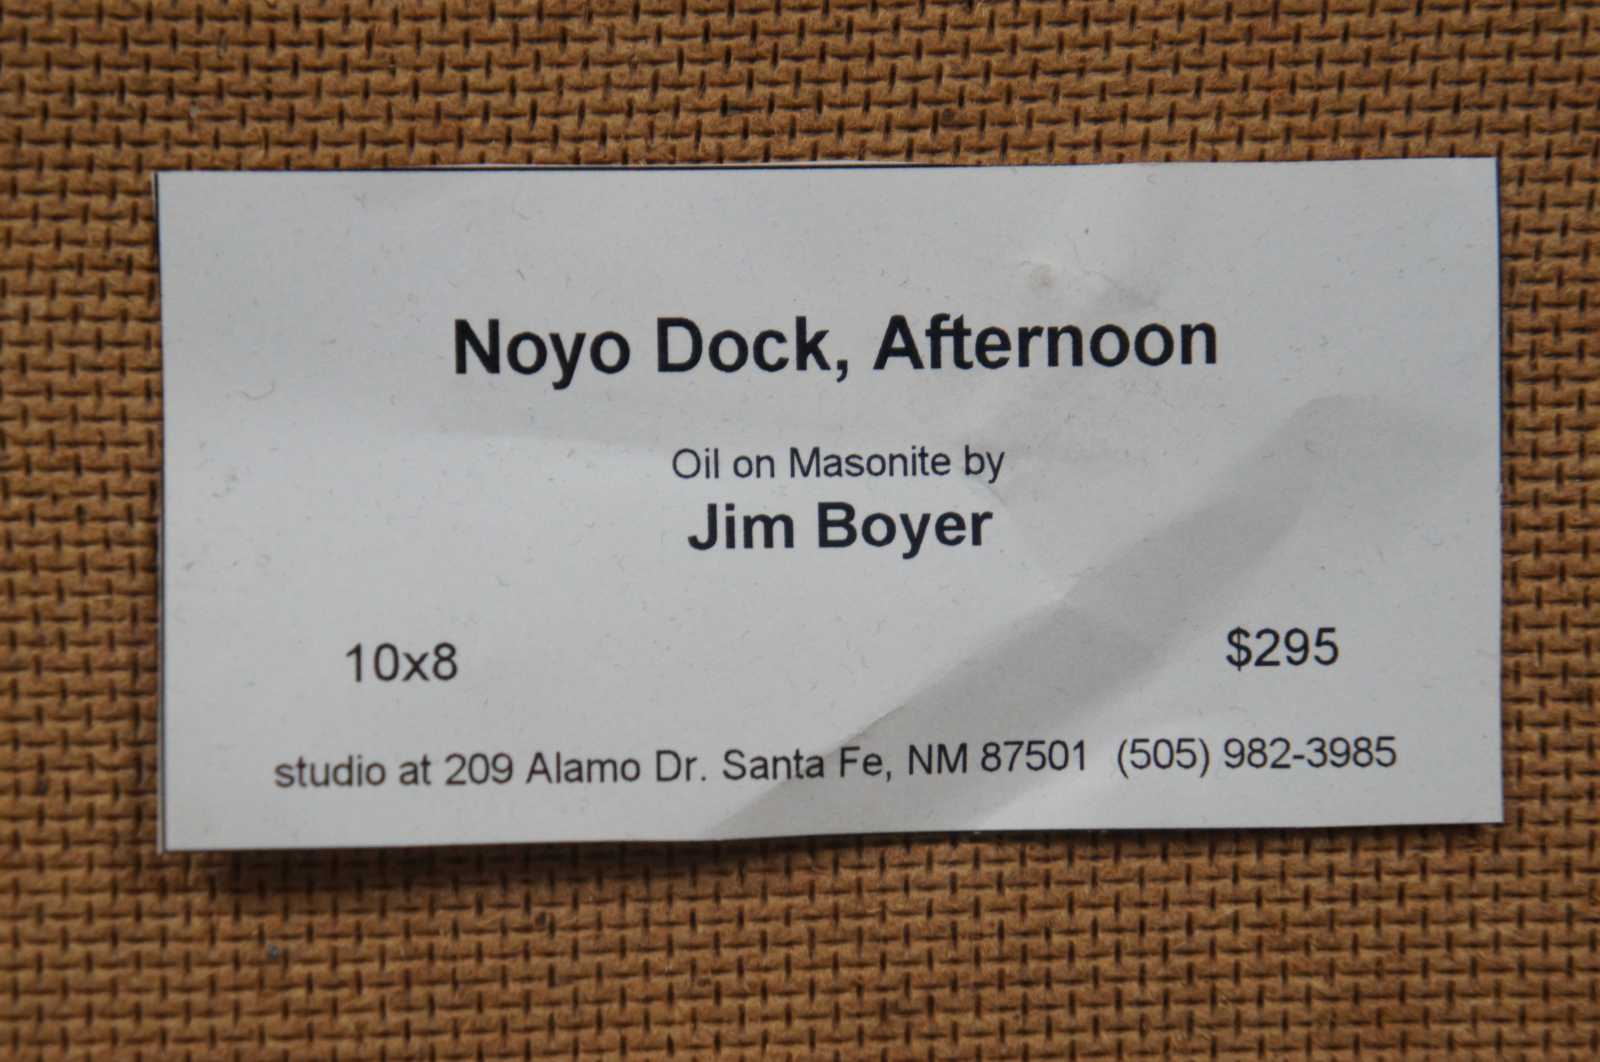 Noyo Dock, Afternoon
Oil on Masonite by
Jim Boyer
10x8 $295
studio at 209 Alamo Dr. Santa Fe, NM 87501 (505) 982-3985